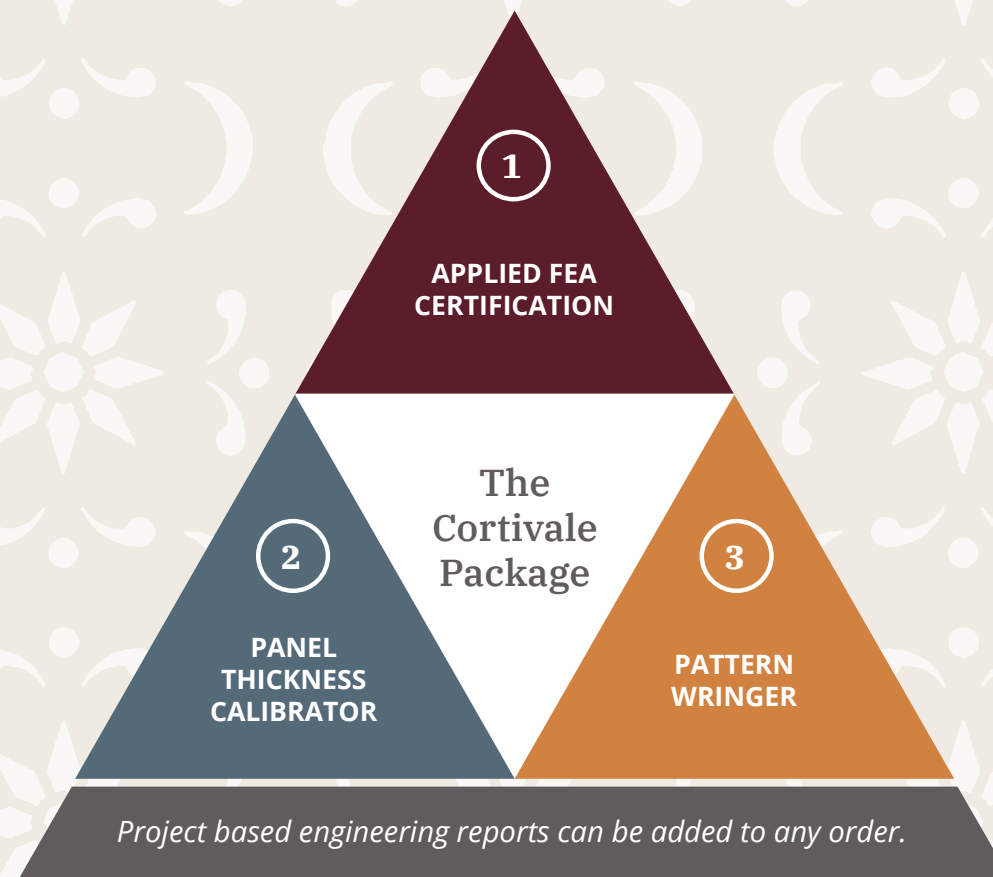 1
APPLIED FEA
CERTIFICATION
The
Cortivale
Package
2
PANEL
THICKNESS
CALIBRATOR
3
PATTERN
WRINGER
Project based engineering reports can be added to any order.